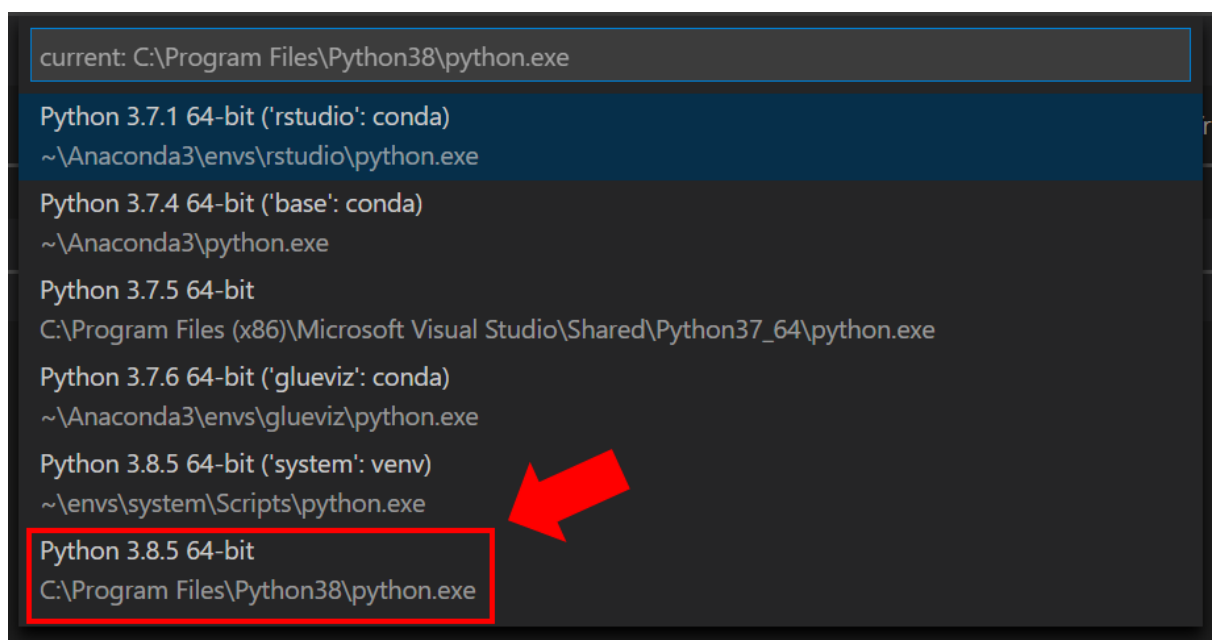 current: C:\Program Files\Python38\python.exe
Python 3.7.1 64-bit ('rstudio': conda)
~\Anaconda3\envs\rstudio\python.exe
Python 3.7.4 64-bit ('base': conda)
~\Anaconda3\python.exe
Python 3.7.5 64-bit
C:\Program Files (x86)\Microsoft Visual Studio\Shared\Python37_64\python.exe
Python 3.7.6 64-bit ('glueviz': conda)
~\Anaconda3\envs\glueviz\python.exe
Python 3.8.5 64-bit ('system': venv)
~\envs\system\Scripts\python.exe
Python 3.8.5 64-bit
C:\Program Files\Python38\python.exe